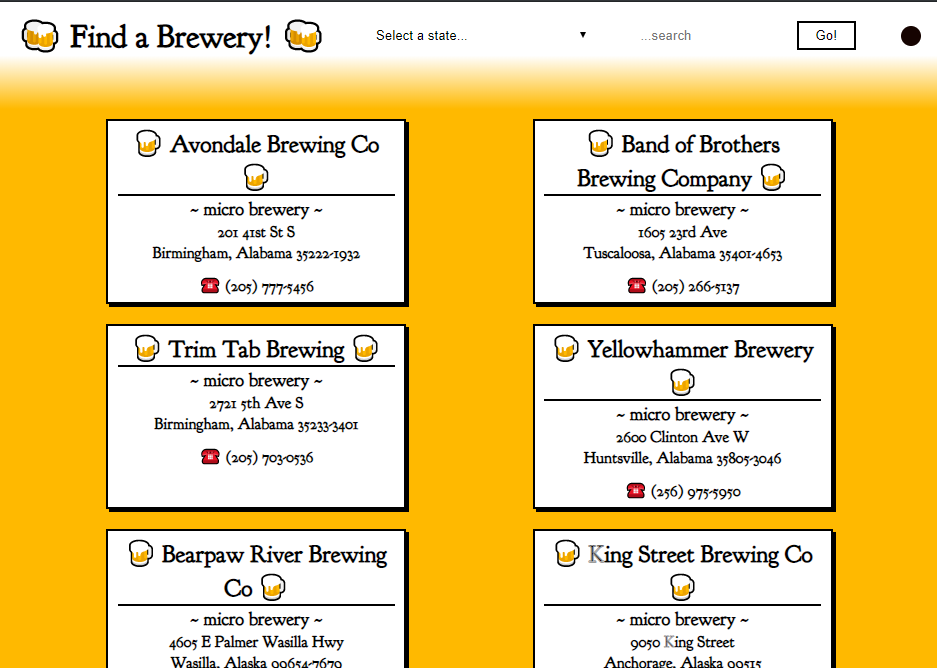 Find a Brewery!
Select a state...
...search
Go!
Avondale Brewing Co
~ micro brewery ~
201 41st St S
Birmingham, Alabama 35222-1932
(205) 777-5456
Band of Brothers
Brewing Company
~ micro brewery ~
1605 23rd Ave
Tuscaloosa, Alabama 35401-4653
(205) 266-5137
Trim Tab Brewing
~ micro brewery ~
2721 5th Ave S
Birmingham, Alabama 35233-3401
(205) 703-0536
Yellowhammer Brewery
~ micro brewery ~
2600 Clinton Ave W
Huntsville, Alabama 35805-3046
(256) 975-5950
Bearpaw River Brewing
Co
~ micro brewery ~
4605 E Palmer Wasilla Hwy
Wasilla, Alaska 99654-7679
King Street Brewing Co
~ micro brewery ~
9050 King Street
Anchorage, Alaska 99515